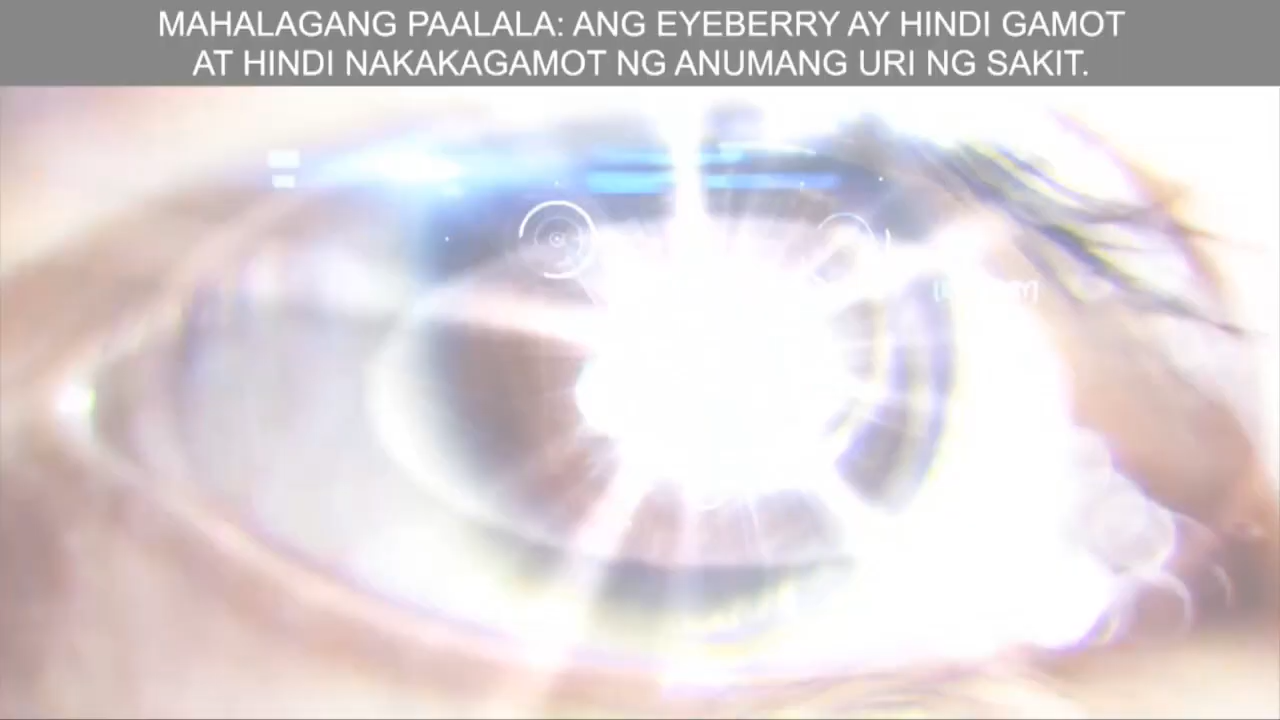 MAHALAGANG PAALALA: ANG EYEBERRY AY HINDI GAMOT
AT HINDI NAKAKAGAMOT NG ANUMANG URI NG SAKIT.